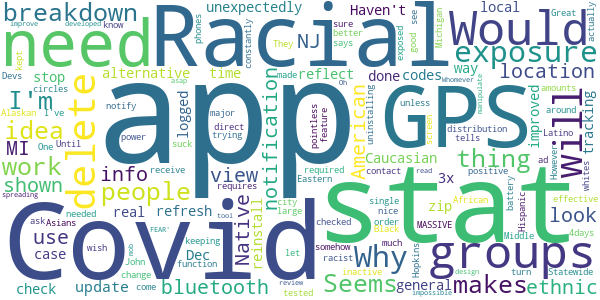 breakdown
unexpectedly
Haven't
NJ
improve
developed
Devs
know
need
Racial
local
phones
constantly
sure
better
says
Great
actually
see
Michigan
They
good
exposed
stop
alternative
time
reflect
done
codes
exposure
kept
Asians
Alaskan
I've
circles
asap
Oh
Whomever
I'm
delete
notify
power
major
direct
trying
logged
app
made
pointless
feature
uninstalling
American
GPS
Would
way
location
unless
distribution
tells
screen
amounts
around
improved
manipulate
Latino
whites
tracking
Will
idea
MI
One
Until
work
shown
suck
info
people
view
receive
required
Eastern
notification
Caucasian
contact
read
requires
zip
African
Black
3x
positive
battery
However
thing
ad
effective
Middle
4days
Hispanic
spreading
use
case
ask
needed
real
refresh
Native
city
large
reinstall
checked
somehow
racist
single
nice
order
much
stat
Why
groups
look
Covid
wish
mob
tool
FEAR'
John
change
come
function
keeping
Dec
let
review
tested
covid
impossible
Hopkins
design
inactive
MASSIVE
general
turn
Statewide
makes
ethnic
check
update
bluetooth
Seems